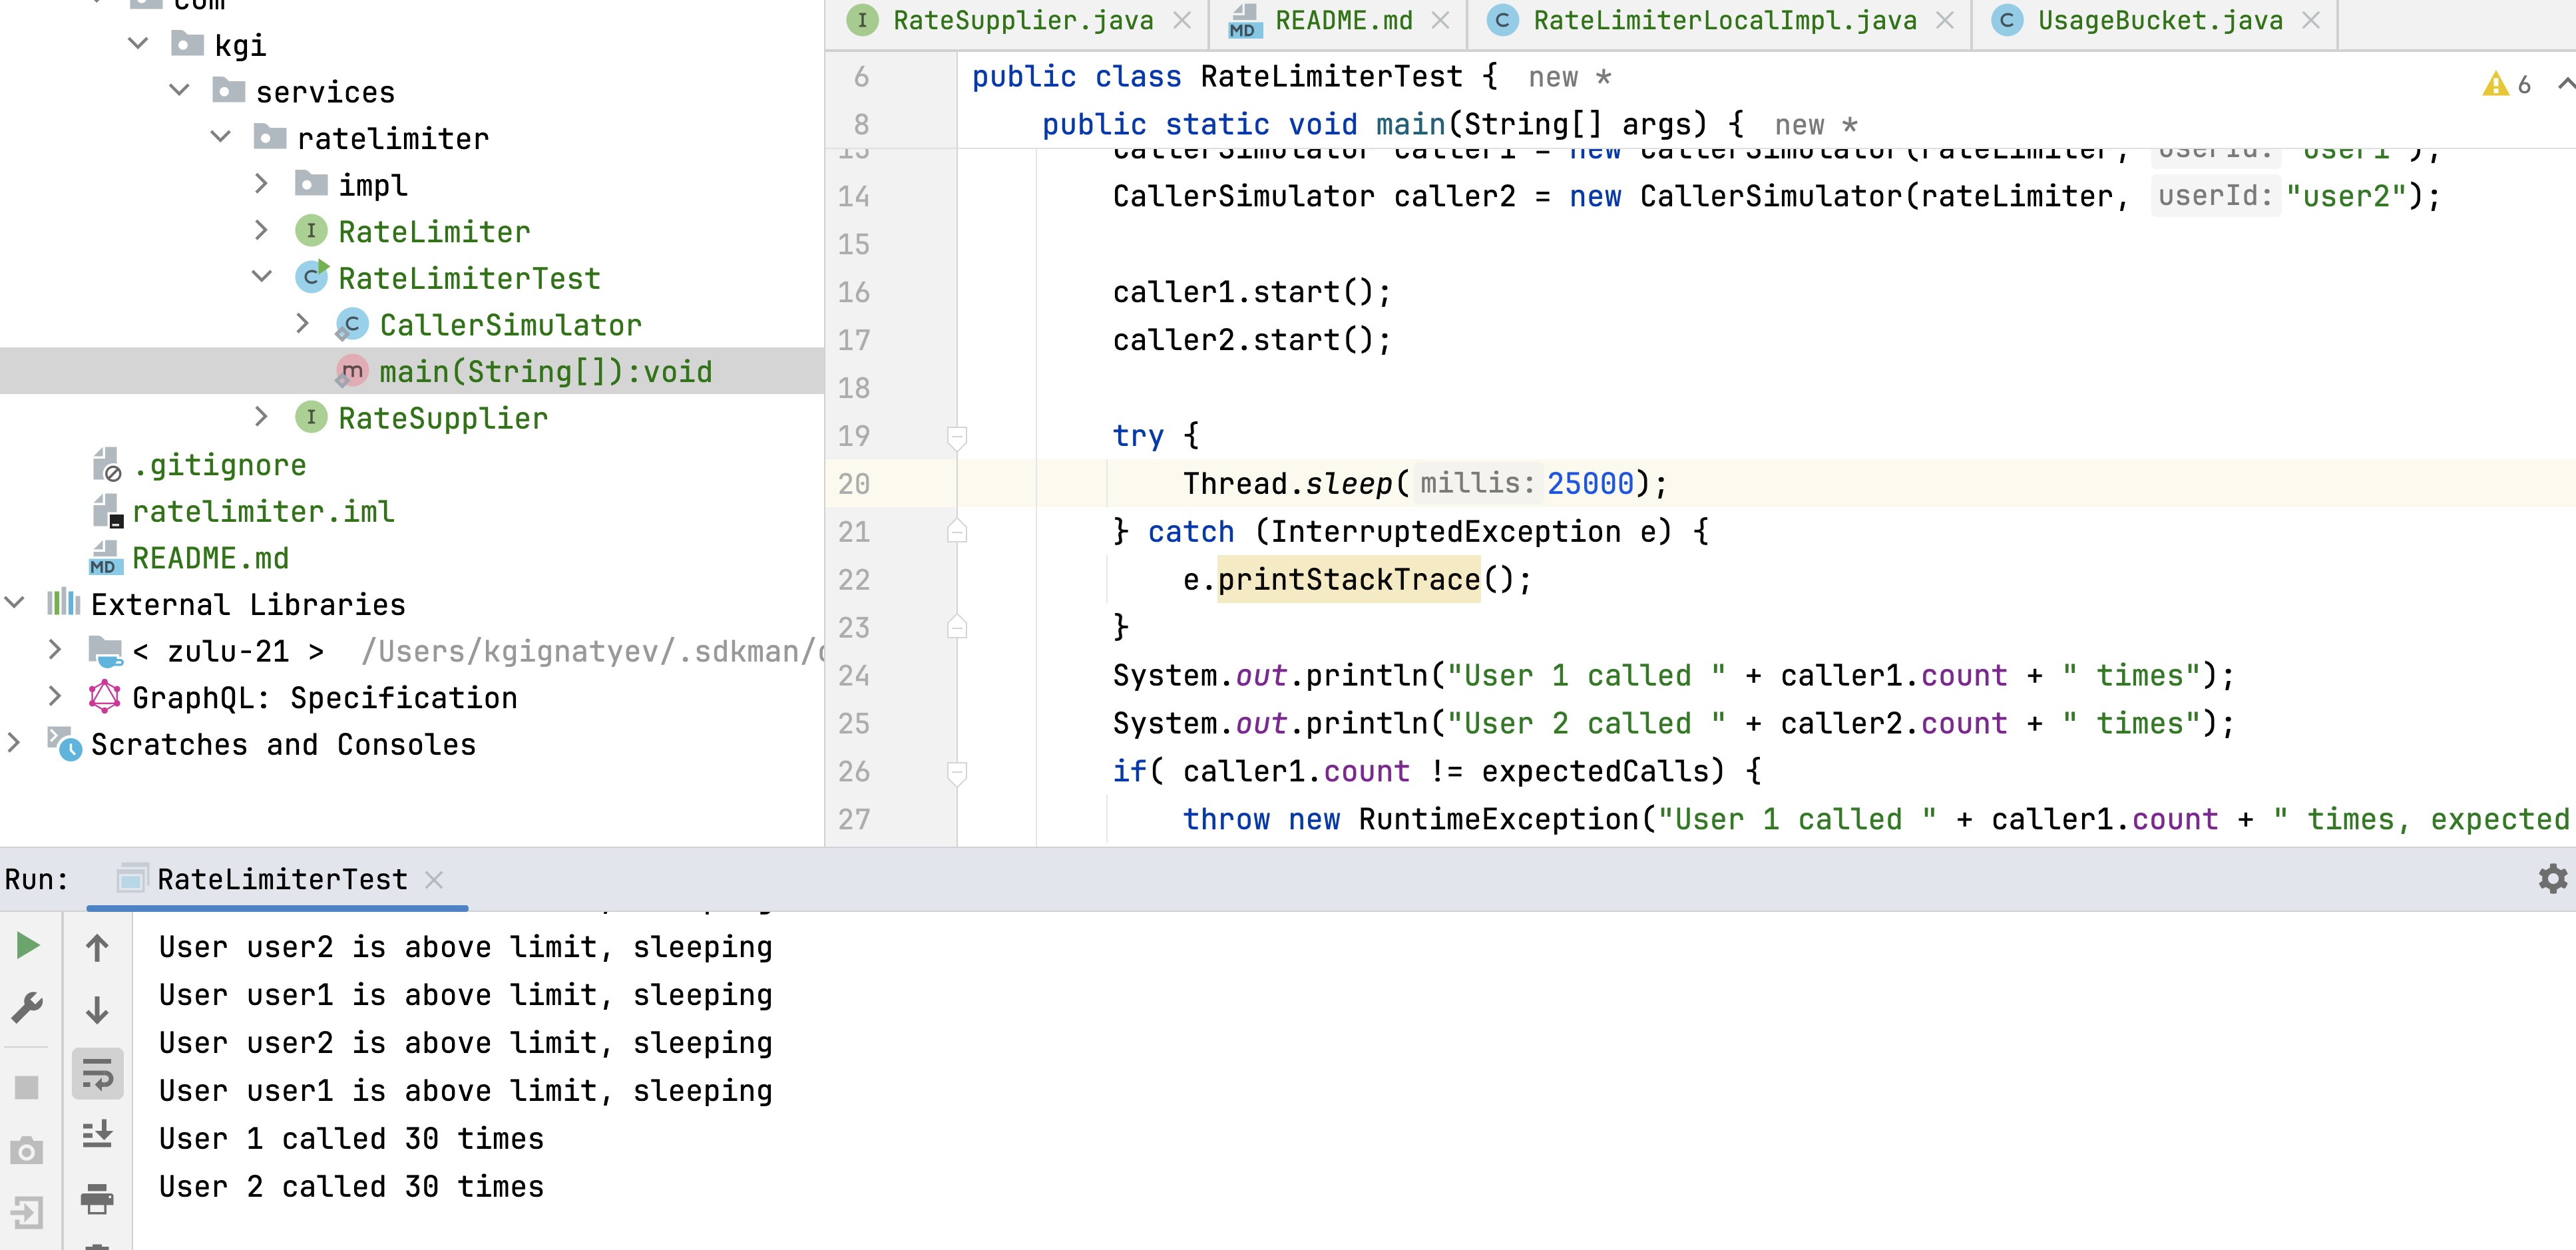 com
kgi
services
ratelimiter
impl
RateLimiter
RateLimiterTest
CallerSimulator
main(String[]):void
RateSupplier
.gitignore
ratelimiter.iml
README.md
External Libraries
< zulu-21 > /Users/kgignatyev/.sdkman/c
GraphQL: Specification
Scratches and Consoles
RateSupplier.java README.md RateLimiterLocalImpl.java UsageBucket.java
6 public class RateLimiterTest { new *
6
8 public static void main(String[] args) { new *
13 CallerSimulator caller1 = new CallerSimulator(rateLimiter, userId: "user1");
14 CallerSimulator caller2 = new CallerSimulator(rateLimiter, userId: "user2");
15
16 caller1.start();
17 caller2.start();
18
19 try {
20 Thread.sleep( millis: 25000);
21 } catch (InterruptedException e) {
22 e.printStackTrace();
23 }
24 System.out.println("User 1 called " + caller1.count + " times");
25 System.out.println("User 2 called " + caller2.count + " times");
26 if( caller1.count != expectedCalls) {
27 throw new RuntimeException("User 1 called " + caller1.count + " times, expected
Run: RateLimiterTest
User user2 is above limit, sleeping
User user1 is above limit, sleeping
User user2 is above limit, sleeping
User user1 is above limit, sleeping
User 1 called 30 times
User 2 called 30 times